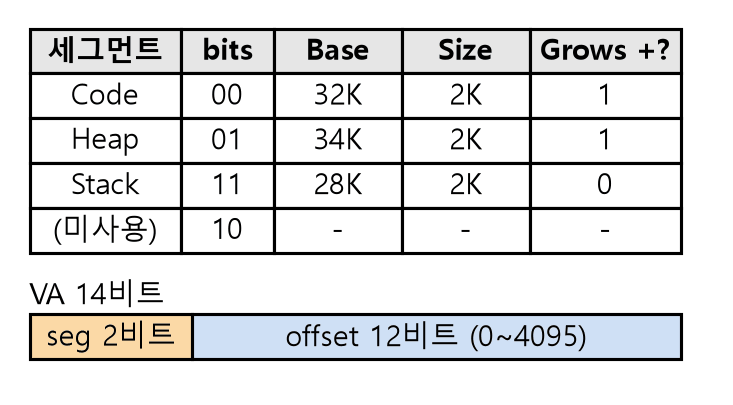 세그먼트 bits Base Size Grows +?
Code 00 32K 2K 1
Heap 01 34K 2K 1
Stack 11 28K 2K 0
(미사용) 10 - - -
VA 14비트
seg 2비트 offset 12비트 (0~4095)